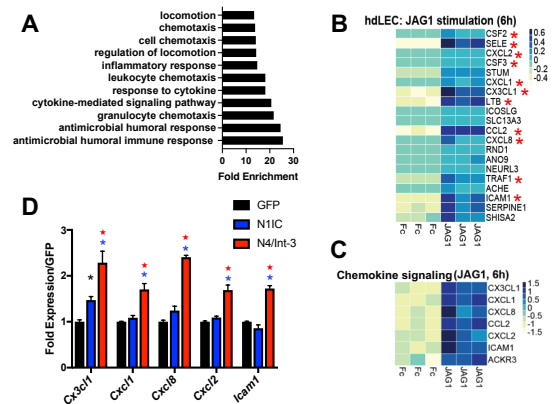 A
locomotion
chemotaxis
cell chemotaxis
regulation of locomotion
inflammatory response
leukocyte chemotaxis
response to cytokine
cytokine-mediated signaling pathway
granulocyte chemotaxis
antimicrobial humoral response
antimicrobial humoral immune response
0 10 20 30
Fold Enrichment
B
hdLEC: JAG1 stimulation (6h)
CSF2 *
SELE *
CXCL2 *
CSF3 *
STUM
CXCL1 *
CX3CL1 *
LTB *
ICOSLG
SLC13A3
CCL2 *
CXCL8 *
RND1
ANO9
NEURL3
TRAF1 *
ACHE
ICAM1 *
SERPINE1
SHISA2
0.6
0.4
0.2
0
-0.2
-0.4
Fc Fc Fc JAG1 JAG1 JAG1
C
Chemokine signaling (JAG1, 6h)
CX3CL1
CXCL1
CXCL8
CCL2
CXCL2
ICAM1
ACKR3
1.5
1
0.5
0
-0.5
-1
-1.5
Fc Fc Fc JAG1 JAG1 JAG1
D
GFP
N1IC
N4/Int-3
Fold Expression/GFP
3
2
1
0
* * * * * * * * * * *
Cx3cl1 Cxcl1 Cxcl8 Cxcl2 Icam1